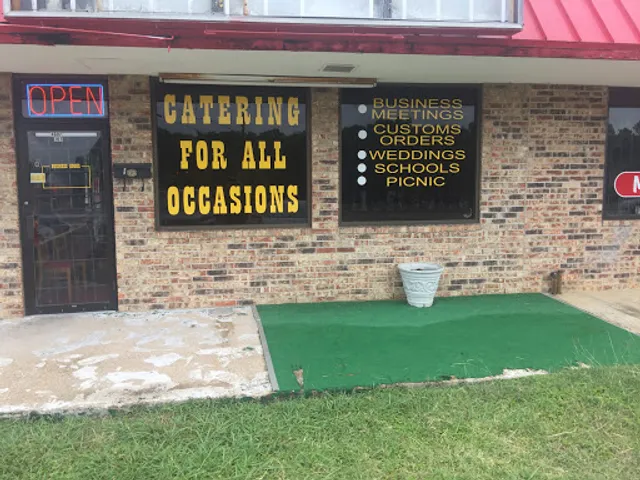 OPEN
CATERING
FOR ALL
OCCASIONS
BUSINESS
MEETINGS
CUSTOMS
ORDERS
WEDDINGS
SCHOOLS
PICNIC